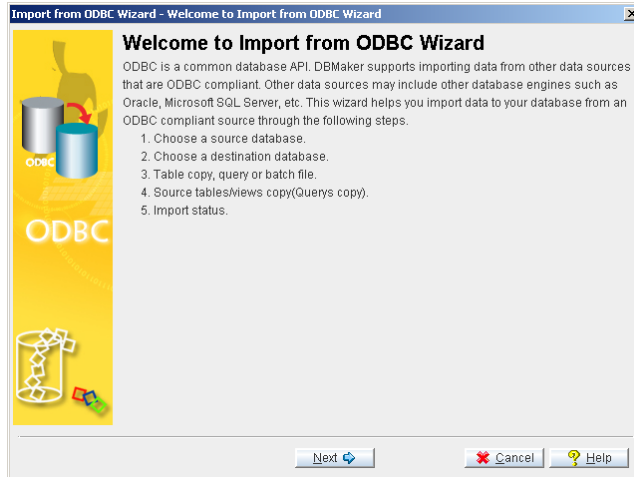 Import from ODBC Wizard - Welcome to Import from ODBC Wizard
Welcome to Import from ODBC Wizard
ODBC is a common database API. DBMaker supports importing data from other data sources
that are ODBC compliant. Other data sources may include other database engines such as
Oracle, Microsoft SQL Server, etc. This wizard helps you import data to your database from an
ODBC compliant source through the following steps.
1. Choose a source database.
2. Choose a destination database.
3. Table copy, query or batch file.
4. Source tables/views copy(Querys copy).
5. Import status.
ODBC
ODBC
Next
Cancel
Help